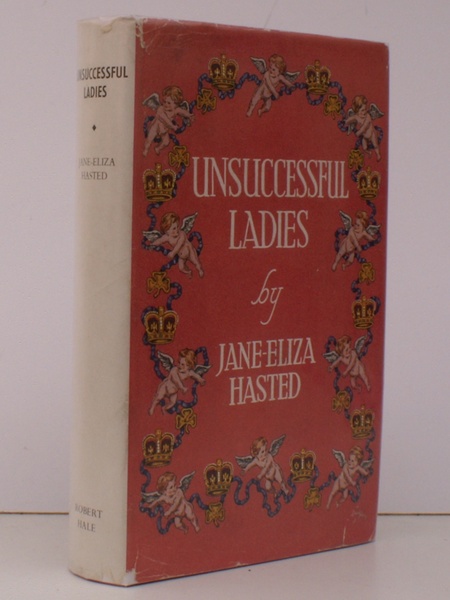 UNSUCCESSFUL
LADIES
JANE-ELIZA
HASTED
ROBERT
HALE
UNSUCCESSFUL
LADIES
by
JANE-ELIZA
HASTED